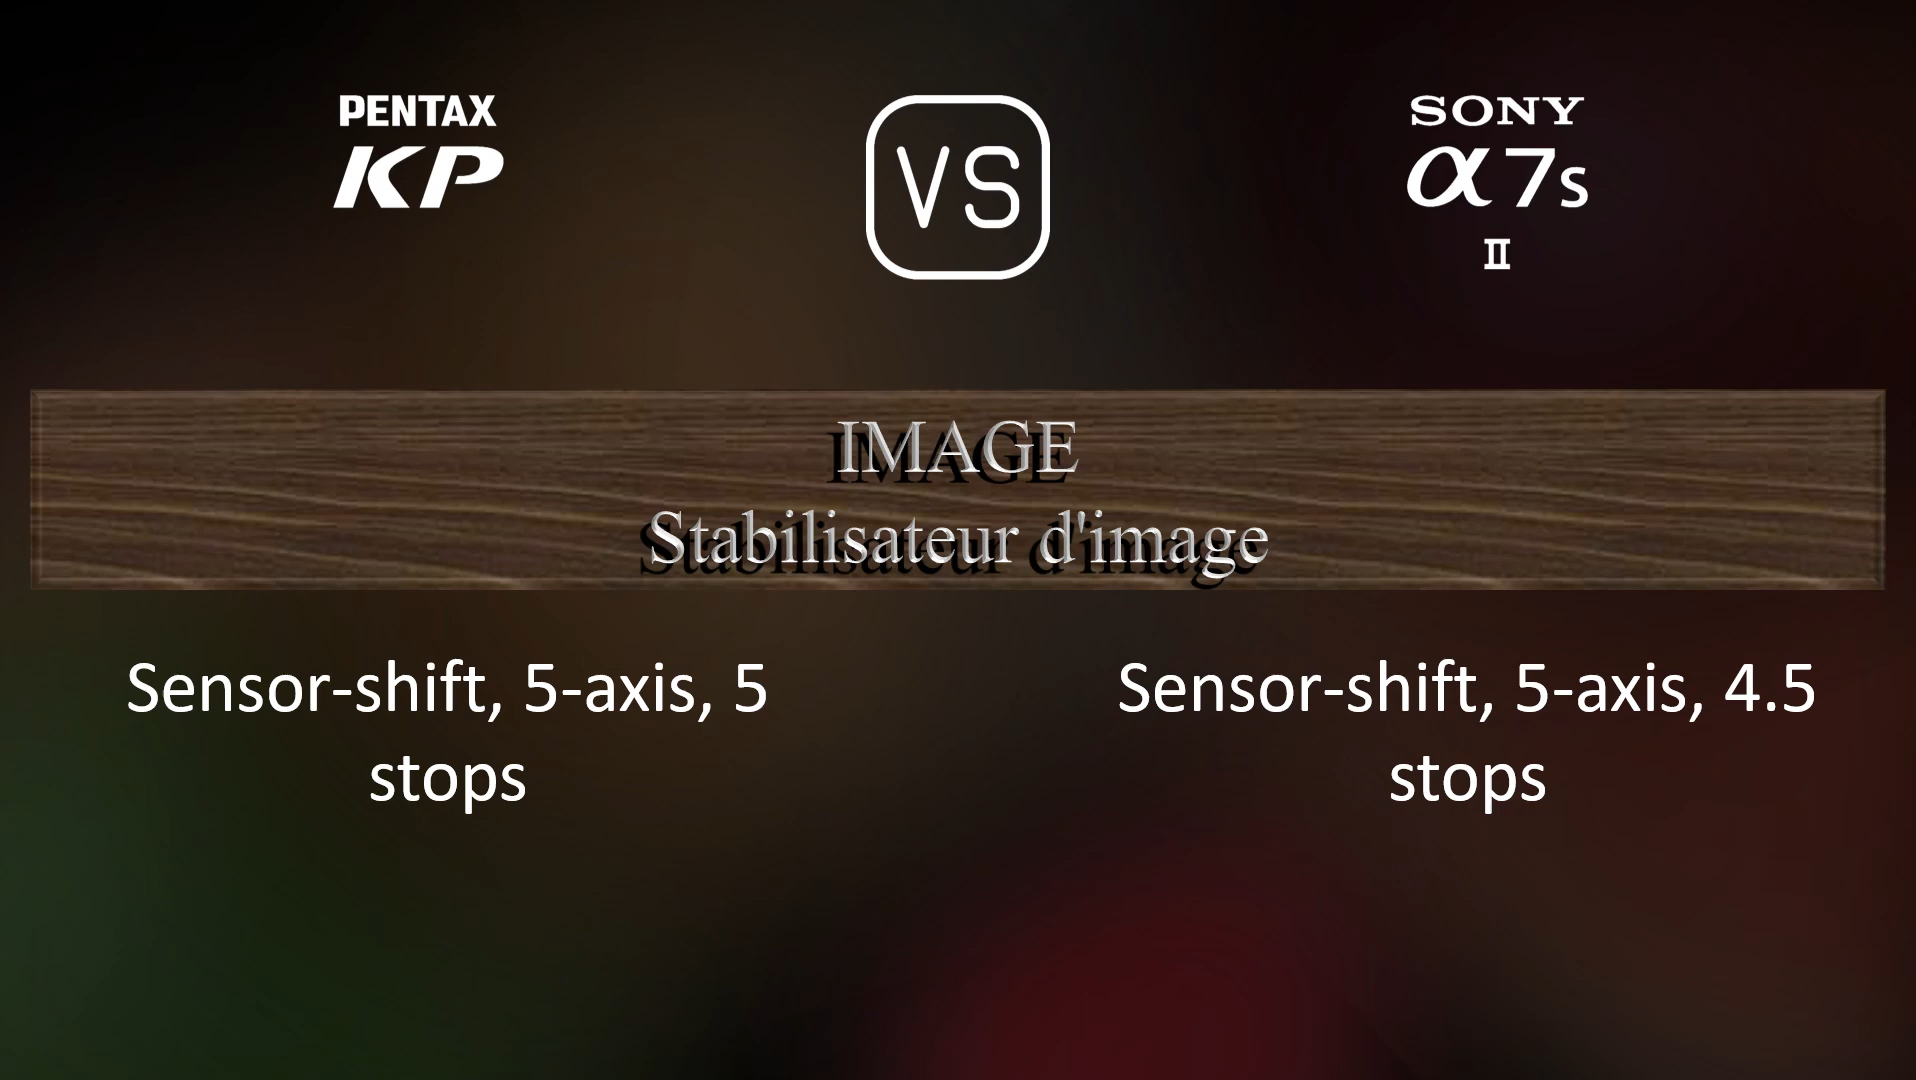 PENTAX
KP
VS
SONY
α7s
II
IMAGE
Stabilisateur d'image
Sensor-shift, 5-axis, 5
stops
Sensor-shift, 5-axis, 4.5
stops